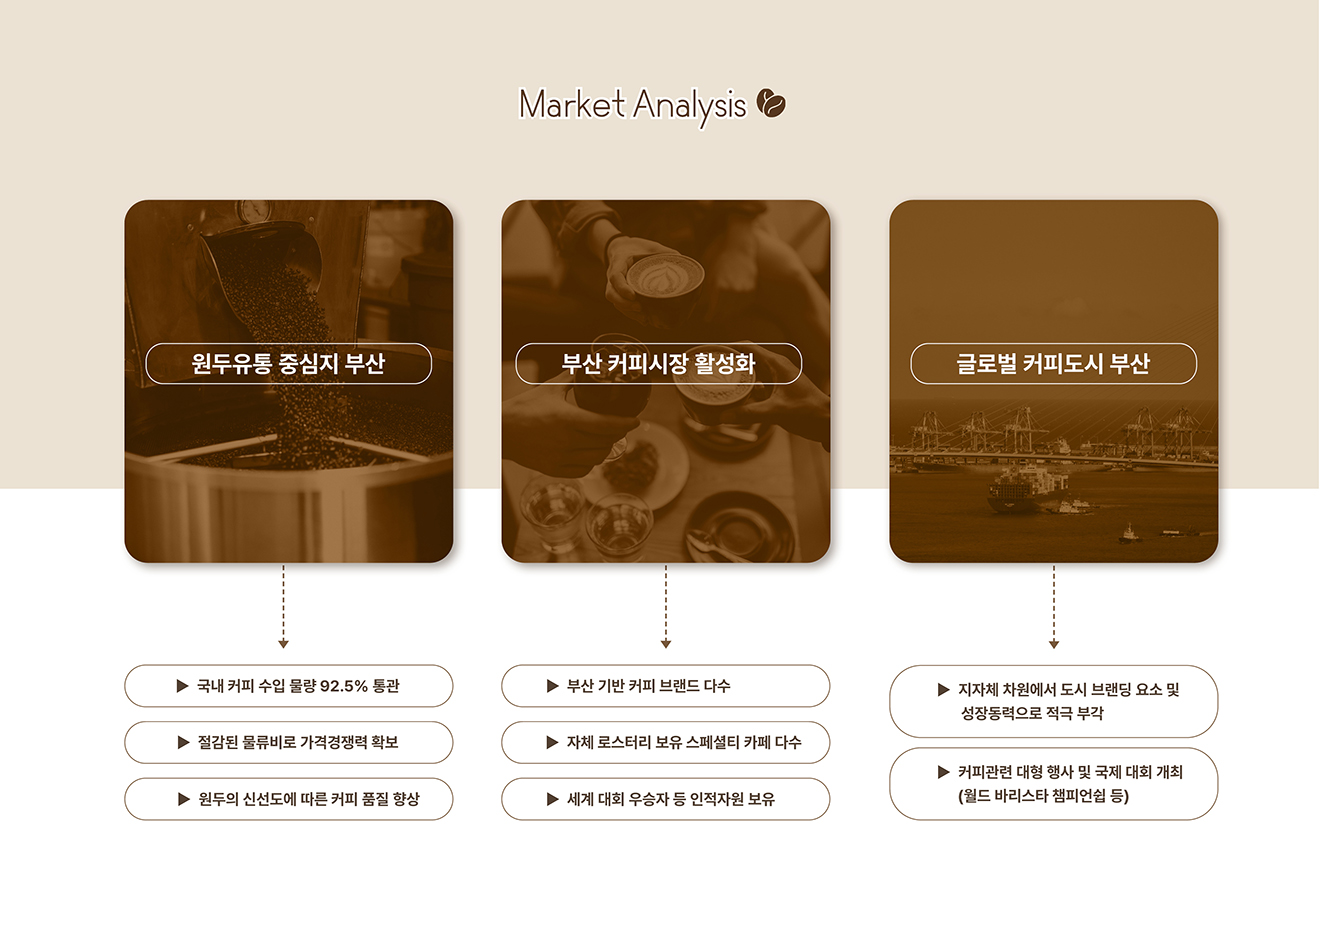 Market Analysis
원두유통 중심지 부산
▶ 국내 커피 수입 물량 92.5% 통관
▶ 절감된 물류비로 가격경쟁력 확보
▶ 원두의 신선도에 따른 커피 품질 향상
부산 커피시장 활성화
▶ 부산 기반 커피 브랜드 다수
▶ 자체 로스터리 보유 스페셜티 카페 다수
▶ 세계 대회 우승자 등 인적자원 보유
글로벌 커피도시 부산
▶ 지자체 차원에서 도시 브랜딩 요소 및
성장동력으로 적극 부각
▶ 커피관련 대형 행사 및 국제 대회 개최
(월드 바리스타 챔피언쉽 등)